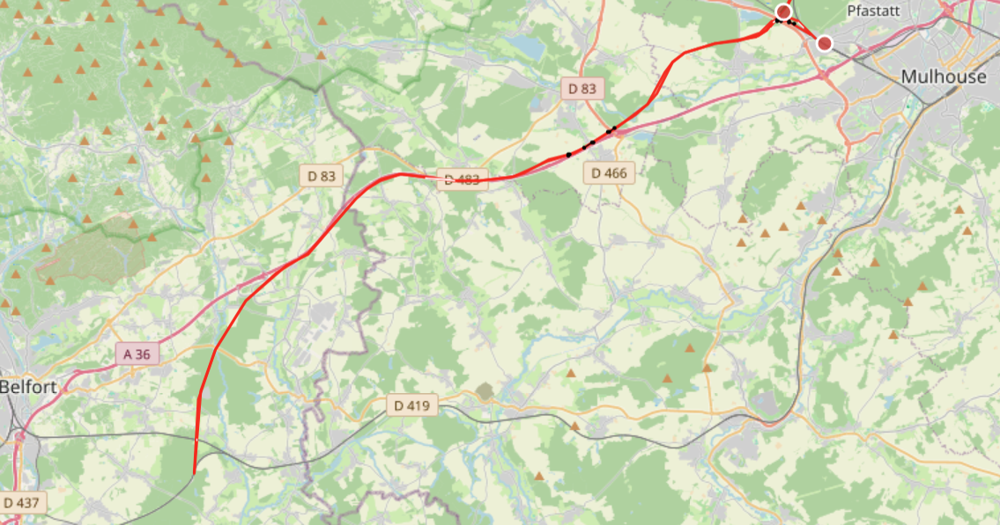 Pfastatt
Mulhouse
D 83
D 83
D 483
D 466
A 36
Belfort
D 419
D 437